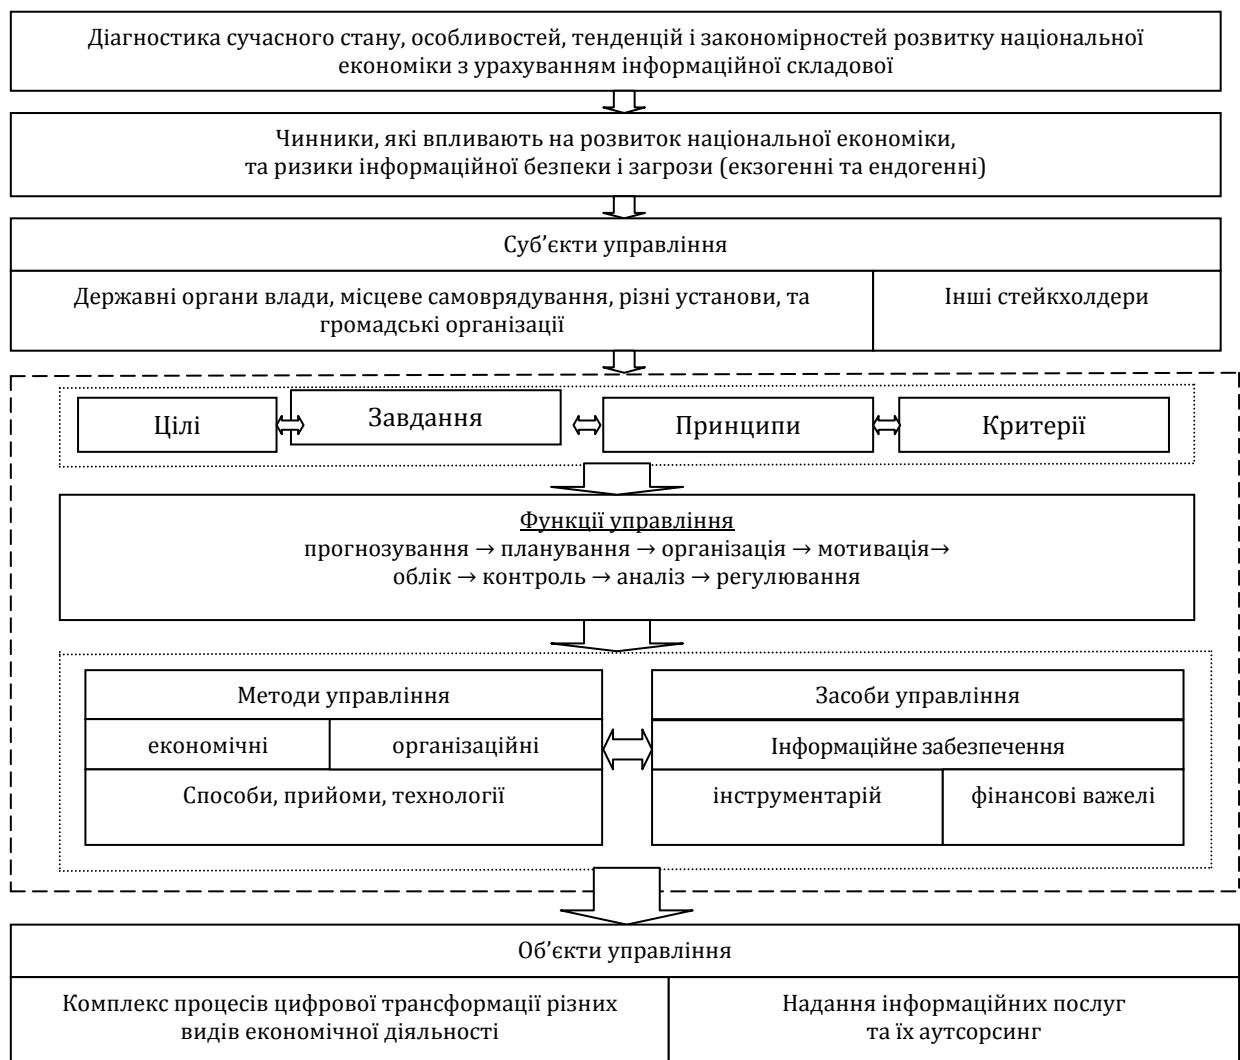 Діагностика сучасного стану, особливостей, тенденцій і закономірностей розвитку національної
економіки з урахуванням інформаційної складової
Чинники, які впливають на розвиток національної економіки,
та ризики інформаційної безпеки і загрози (екзогенні та ендогенні)
Суб’єкти управління
Державні органи влади, місцеве самоврядування, різні установи, та
громадські організації
Інші стейкхолдери
Цілі
Завдання
Принципи
Критерії
Функції управління
прогнозування → планування → організація → мотивація→
облік → контроль → аналіз → регулювання
Методи управління
економічні
організаційні
Способи, прийоми, технології
Засоби управління
Інформаційне забезпечення
інструментарій
фінансові важелі
Об’єкти управління
Комплекс процесів цифрової трансформації різних
видів економічної діяльності
Надання інформаційних послуг
та їх аутсорсинг